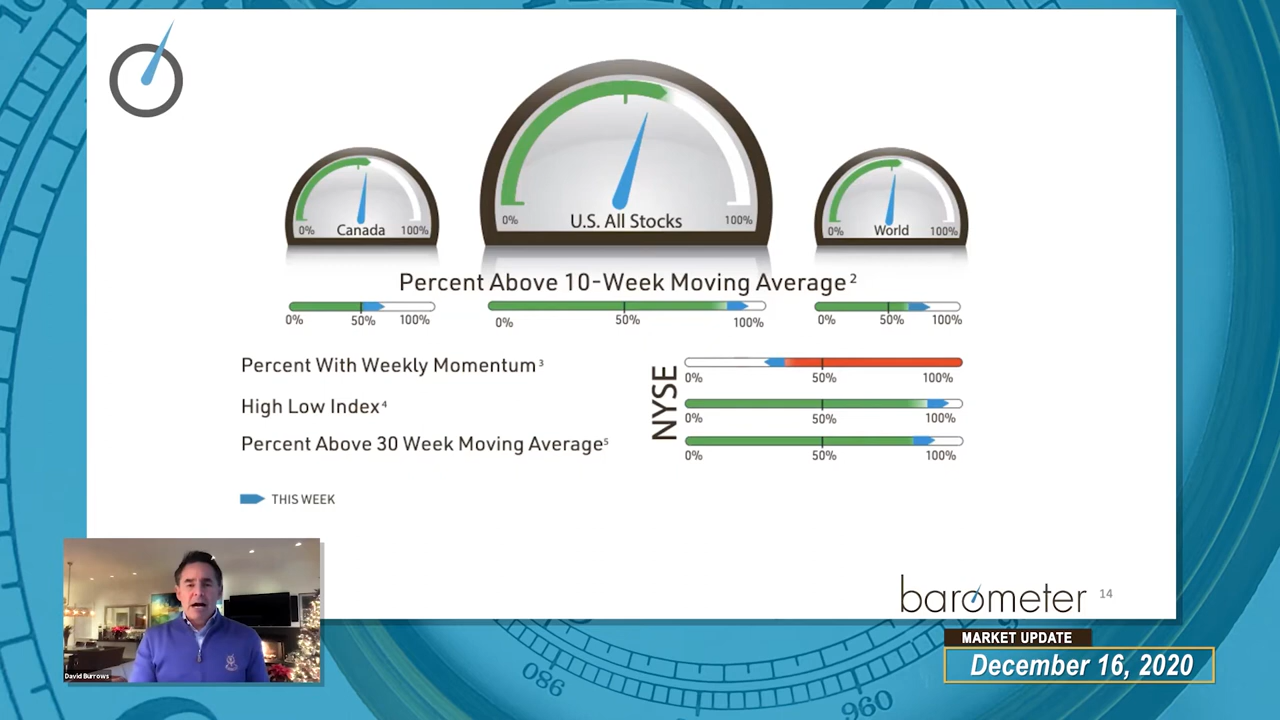 0% Canada 100%
0% U.S. All Stocks 100%
0% World 100%
Percent Above 10-Week Moving Average²
0% 50% 100%
0% 50% 100%
0% 50% 100%
Percent With Weekly Momentum³
High Low Index⁴
Percent Above 30 Week Moving Average⁵
NYSE
0% 50% 100%
0% 50% 100%
0% 50% 100%
THIS WEEK
barometer 14
David Burrows
MARKET UPDATE
December 16, 2020
080
096